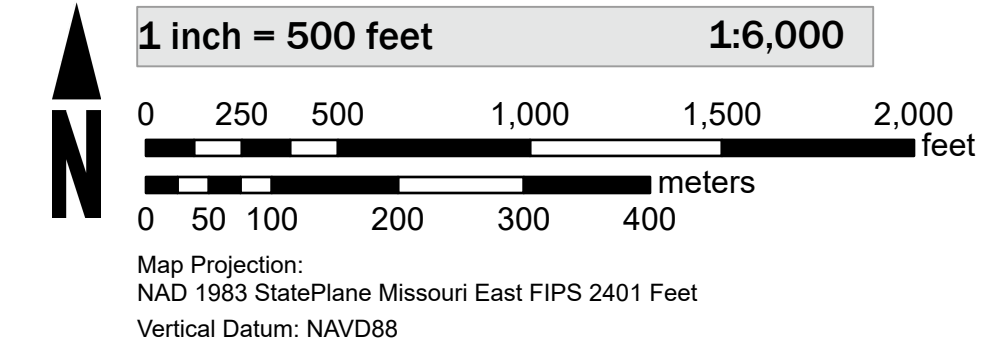 N
1 inch = 500 feet 1:6,000
0 250 500 1,000 1,500 2,000
feet
meters
0 50 100 200 300 400
Map Projection:
NAD 1983 StatePlane Missouri East FIPS 2401 Feet
Vertical Datum: NAVD88